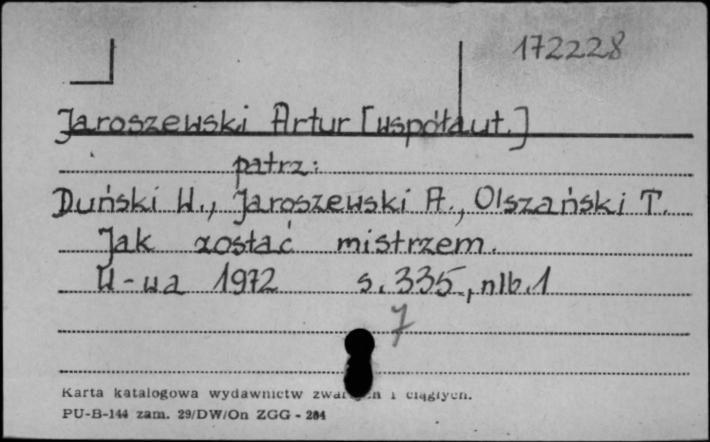 172228
Jaroszewski Artur [współaut.]
patrz:
Duński W., Jaroszewski A., Olszański T.
Jak zostać mistrzem.
W-wa 1972 s. 335, nlb. 1
7
Karta katalogowa wydawnictw i ciągłych.
PU-B-144 zam. 29/DW/On ZGG - 284